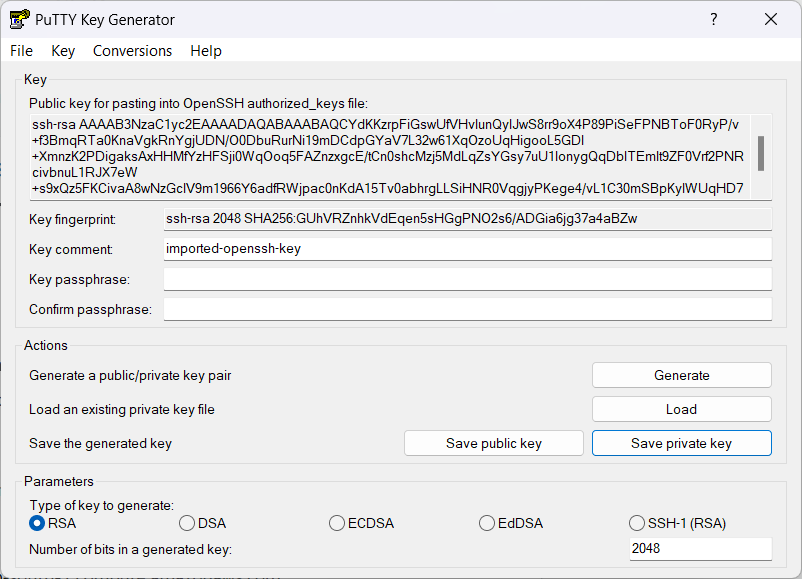 PuTTY Key Generator
File Key Conversions Help
Key
Public key for pasting into OpenSSH authorized_keys file:
ssh-rsa AAAAB3NzaC1yc2EAAAADAQABAAABAQCYdKKzrpFiGswUfVHvIunQyIJwS8rr9oX4P89PiSeFPNBToF0RyP/v
+f3BmqRTa0KnaVgkRnYgjUDN/O0DbuRurNi19mDCdpGYaV7L32w61XqOzoUqHigooL5GDI
+XmnzK2PDigaksAxHHMfYzHFSji0WqOoq5FAZnzxgcE/tCn0shcMzj5MdLqZsYGsy7uU1IonygQqDbITEmIt9ZF0Vrf2PNR
civbnuL1RJX7eW
+s9xQz5FKCivaA8wNzGcIV9m1966Y6adfRWjpac0nKdA15Tv0abhrgLLSiHNR0VqgjyPKege4/vL1C30mSBpKyIWUqHD7
Key fingerprint: ssh-rsa 2048 SHA256:GUhVRZnhkVdEqen5sHGgPNO2s6/ADGia6jg37a4aBZw
Key comment: imported-openssh-key
Key passphrase:
Confirm passphrase:
Actions
Generate a public/private key pair Generate
Load an existing private key file Load
Save the generated key Save public key Save private key
Parameters
Type of key to generate:
RSA DSA ECDSA EdDSA SSH-1 (RSA)
Number of bits in a generated key: 2048